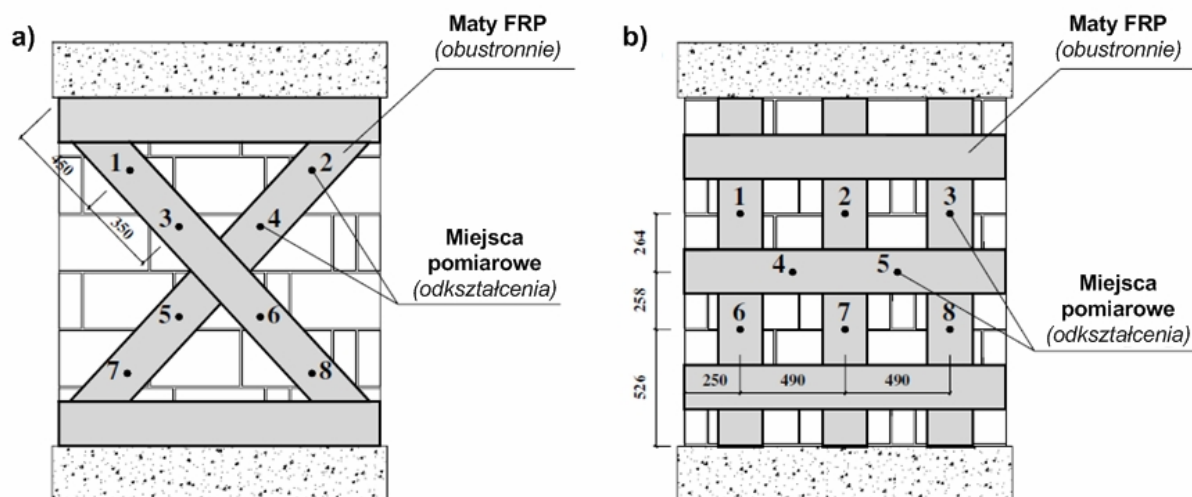 a)
Maty FRP
(obustronnie)
1
2
450
3
4
350
Miejsca
pomiarowe
(odkształcenia)
5
6
7
8
b)
Maty FRP
(obustronnie)
1
2
3
264
4
5
Miejsca
pomiarowe
(odkształcenia)
258
6
7
8
250
490
490
526